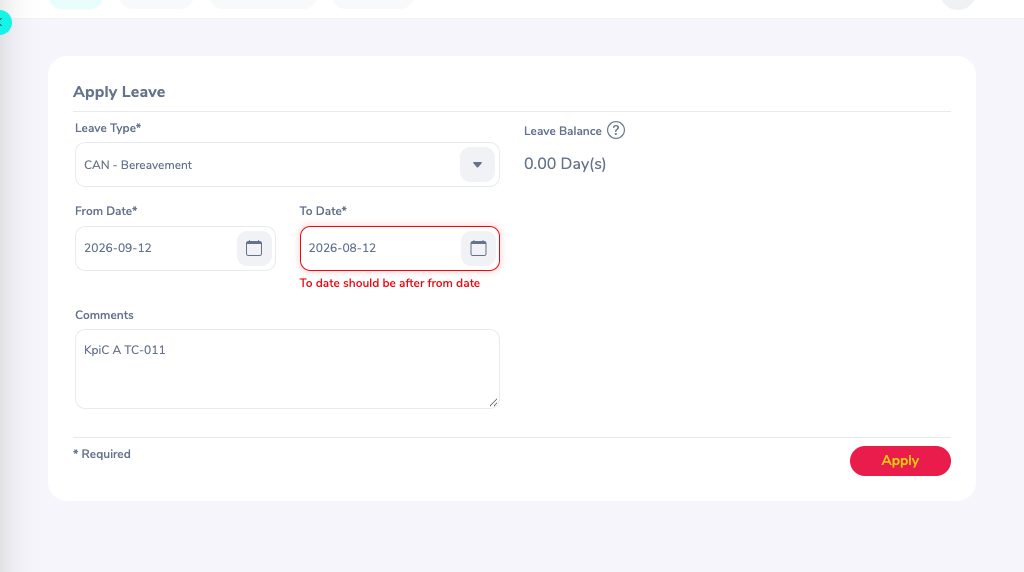 Apply Leave
Leave Type*
Leave Balance ?
CAN - Bereavement
0.00 Day(s)
From Date*
To Date*
2026-09-12
2026-08-12
To date should be after from date
Comments
KpiC A TC-011
* Required
Apply